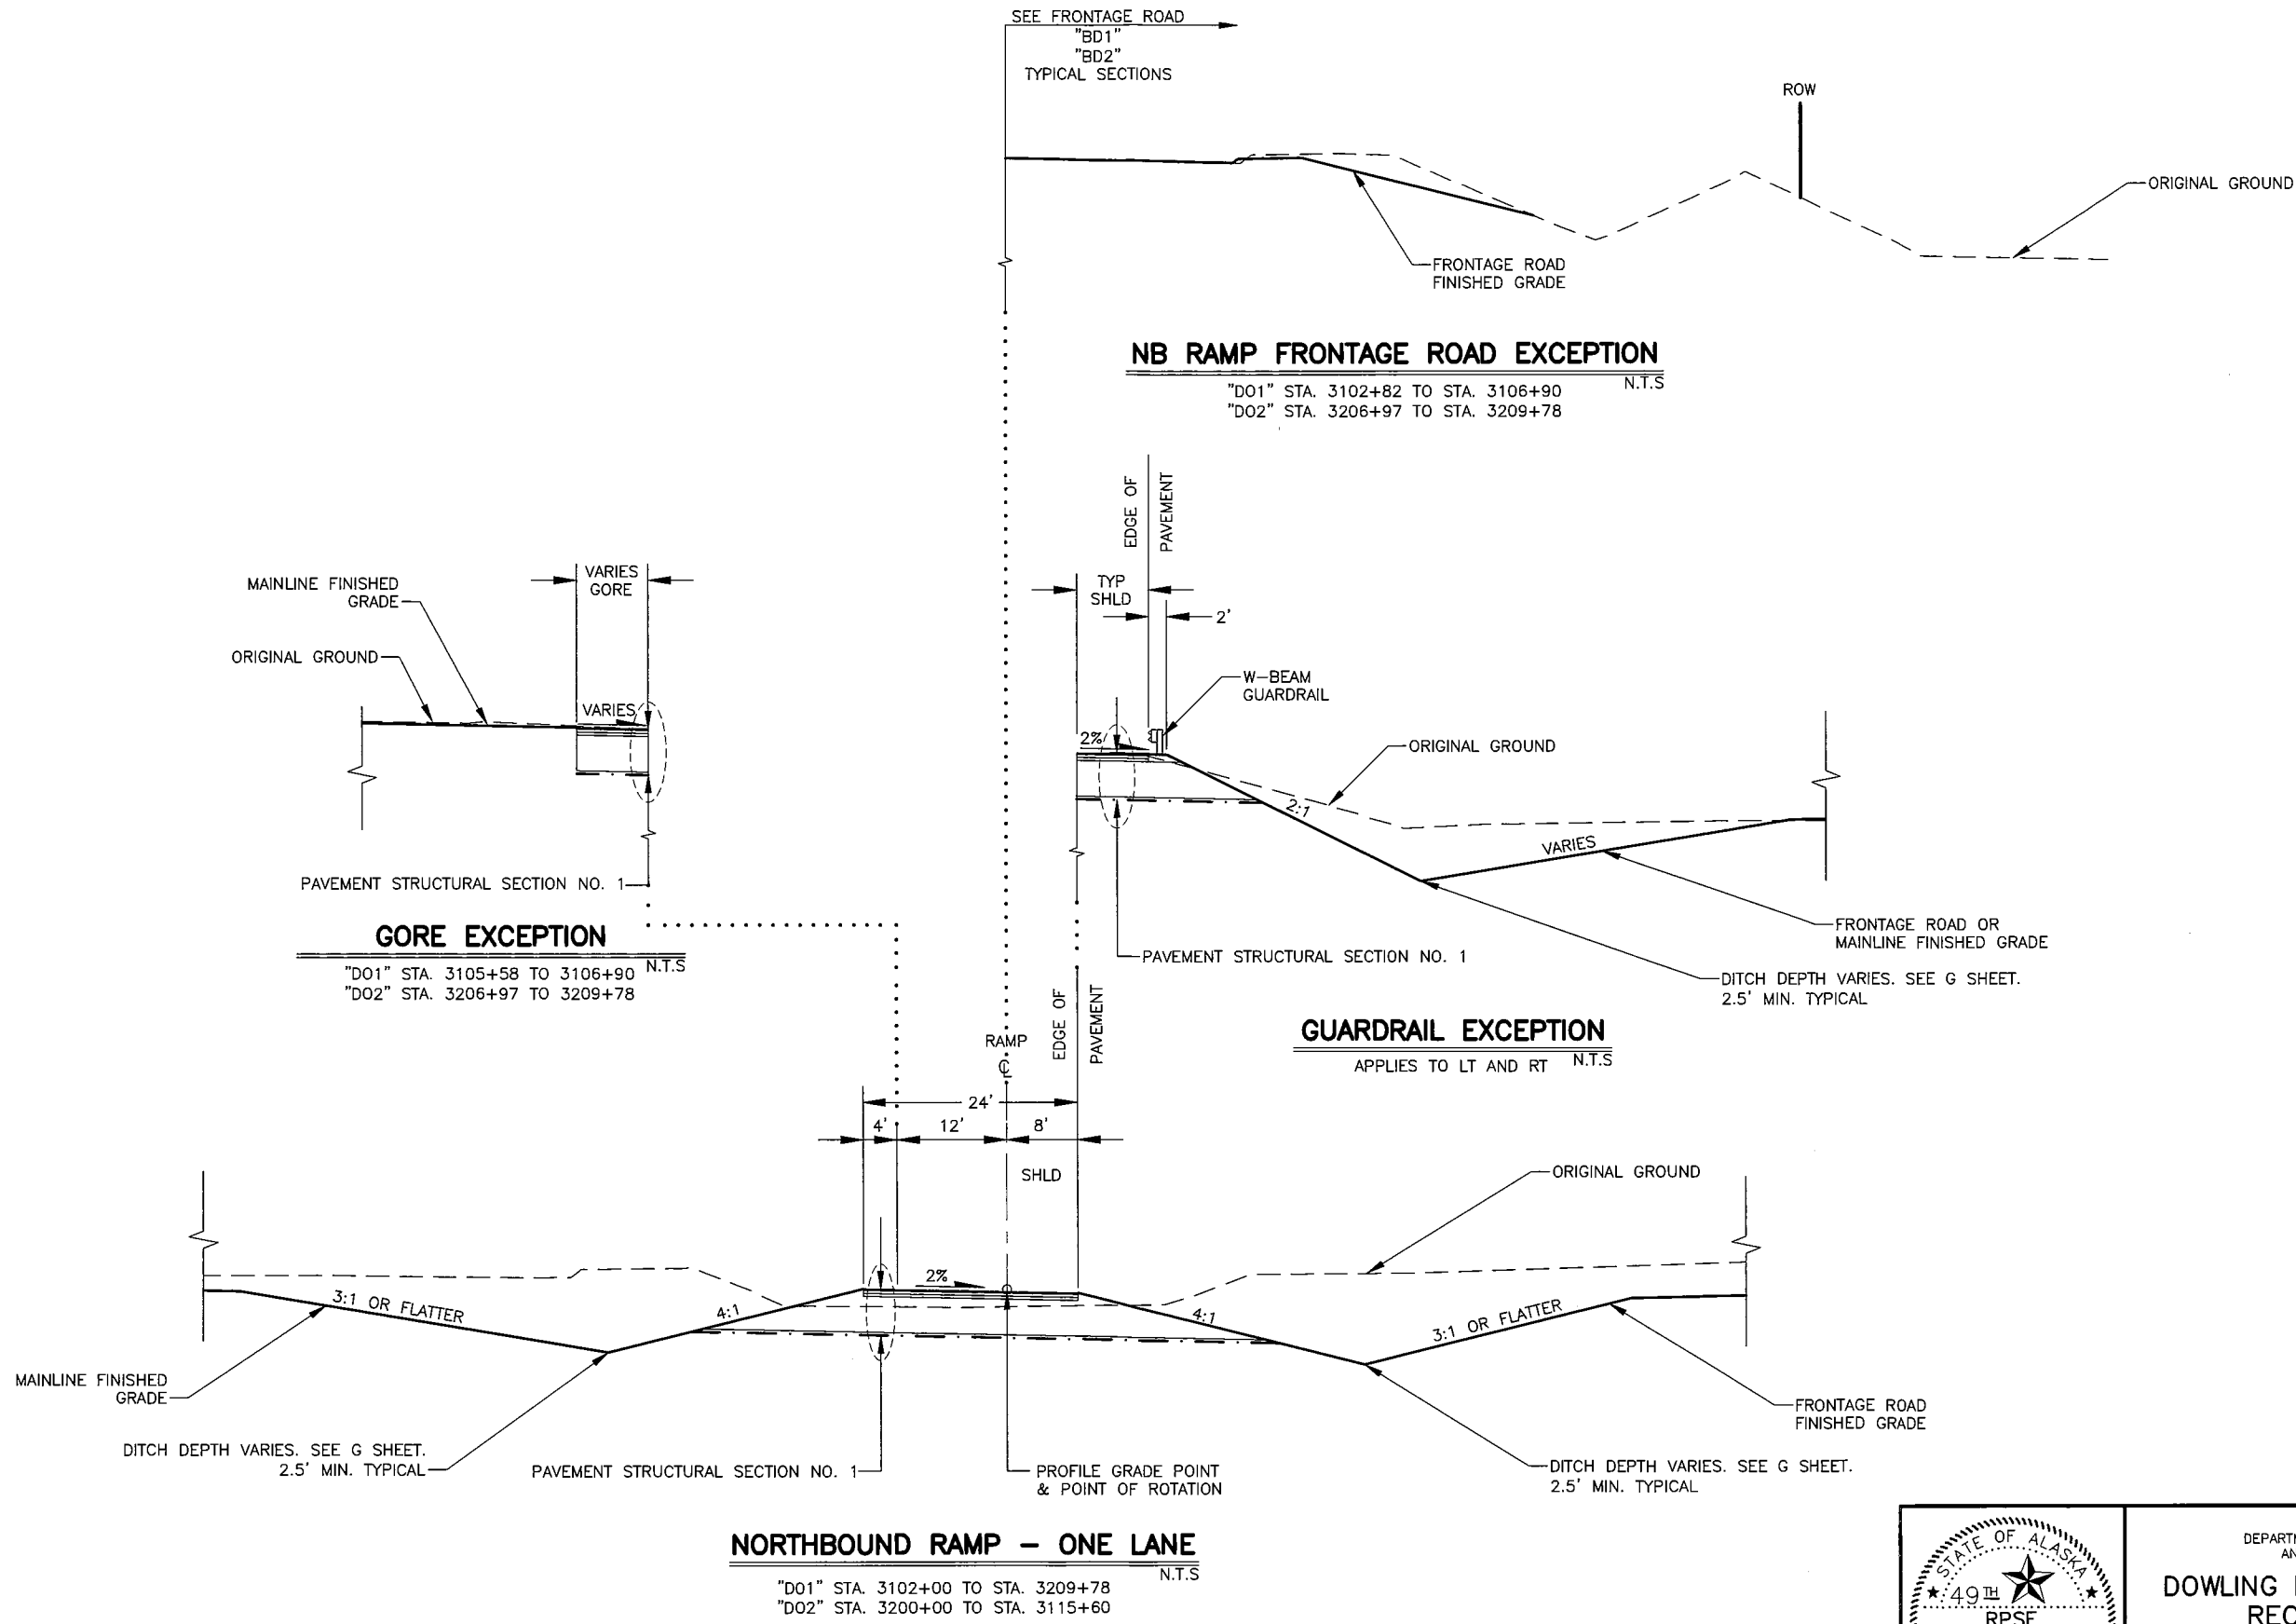 SEE FRONTAGE ROAD
"BD1"
"BD2"
TYPICAL SECTIONS
ROW
ORIGINAL GROUND
FRONTAGE ROAD
FINISHED GRADE
NB RAMP FRONTAGE ROAD EXCEPTION
N.T.S
"DO1" STA. 3102+82 TO STA. 3106+90
"DO2" STA. 3206+97 TO STA. 3209+78
EDGE OF
PAVEMENT
TYP
SHLD
2'
W-BEAM
GUARDRAIL
2%
ORIGINAL GROUND
2:1
VARIES
FRONTAGE ROAD OR
MAINLINE FINISHED GRADE
PAVEMENT STRUCTURAL SECTION NO. 1
DITCH DEPTH VARIES. SEE G SHEET.
2.5' MIN. TYPICAL
GUARDRAIL EXCEPTION
APPLIES TO LT AND RT
N.T.S
VARIES
GORE
MAINLINE FINISHED
GRADE
ORIGINAL GROUND
VARIES
PAVEMENT STRUCTURAL SECTION NO. 1
GORE EXCEPTION
N.T.S
"DO1" STA. 3105+58 TO 3106+90
"DO2" STA. 3206+97 TO 3209+78
RAMP
℄
EDGE OF
PAVEMENT
24'
4'
12'
8'
SHLD
ORIGINAL GROUND
2%
3:1 OR FLATTER
4:1
4:1
3:1 OR FLATTER
MAINLINE FINISHED
GRADE
FRONTAGE ROAD
FINISHED GRADE
DITCH DEPTH VARIES. SEE G SHEET.
2.5' MIN. TYPICAL
PAVEMENT STRUCTURAL SECTION NO. 1
PROFILE GRADE POINT
& POINT OF ROTATION
DITCH DEPTH VARIES. SEE G SHEET.
2.5' MIN. TYPICAL
NORTHBOUND RAMP - ONE LANE
N.T.S
"DO1" STA. 3102+00 TO STA. 3209+78
"DO2" STA. 3200+00 TO STA. 3115+60
STATE OF ALASKA
49TH
RPSE
DEPART
DOWLING
REC